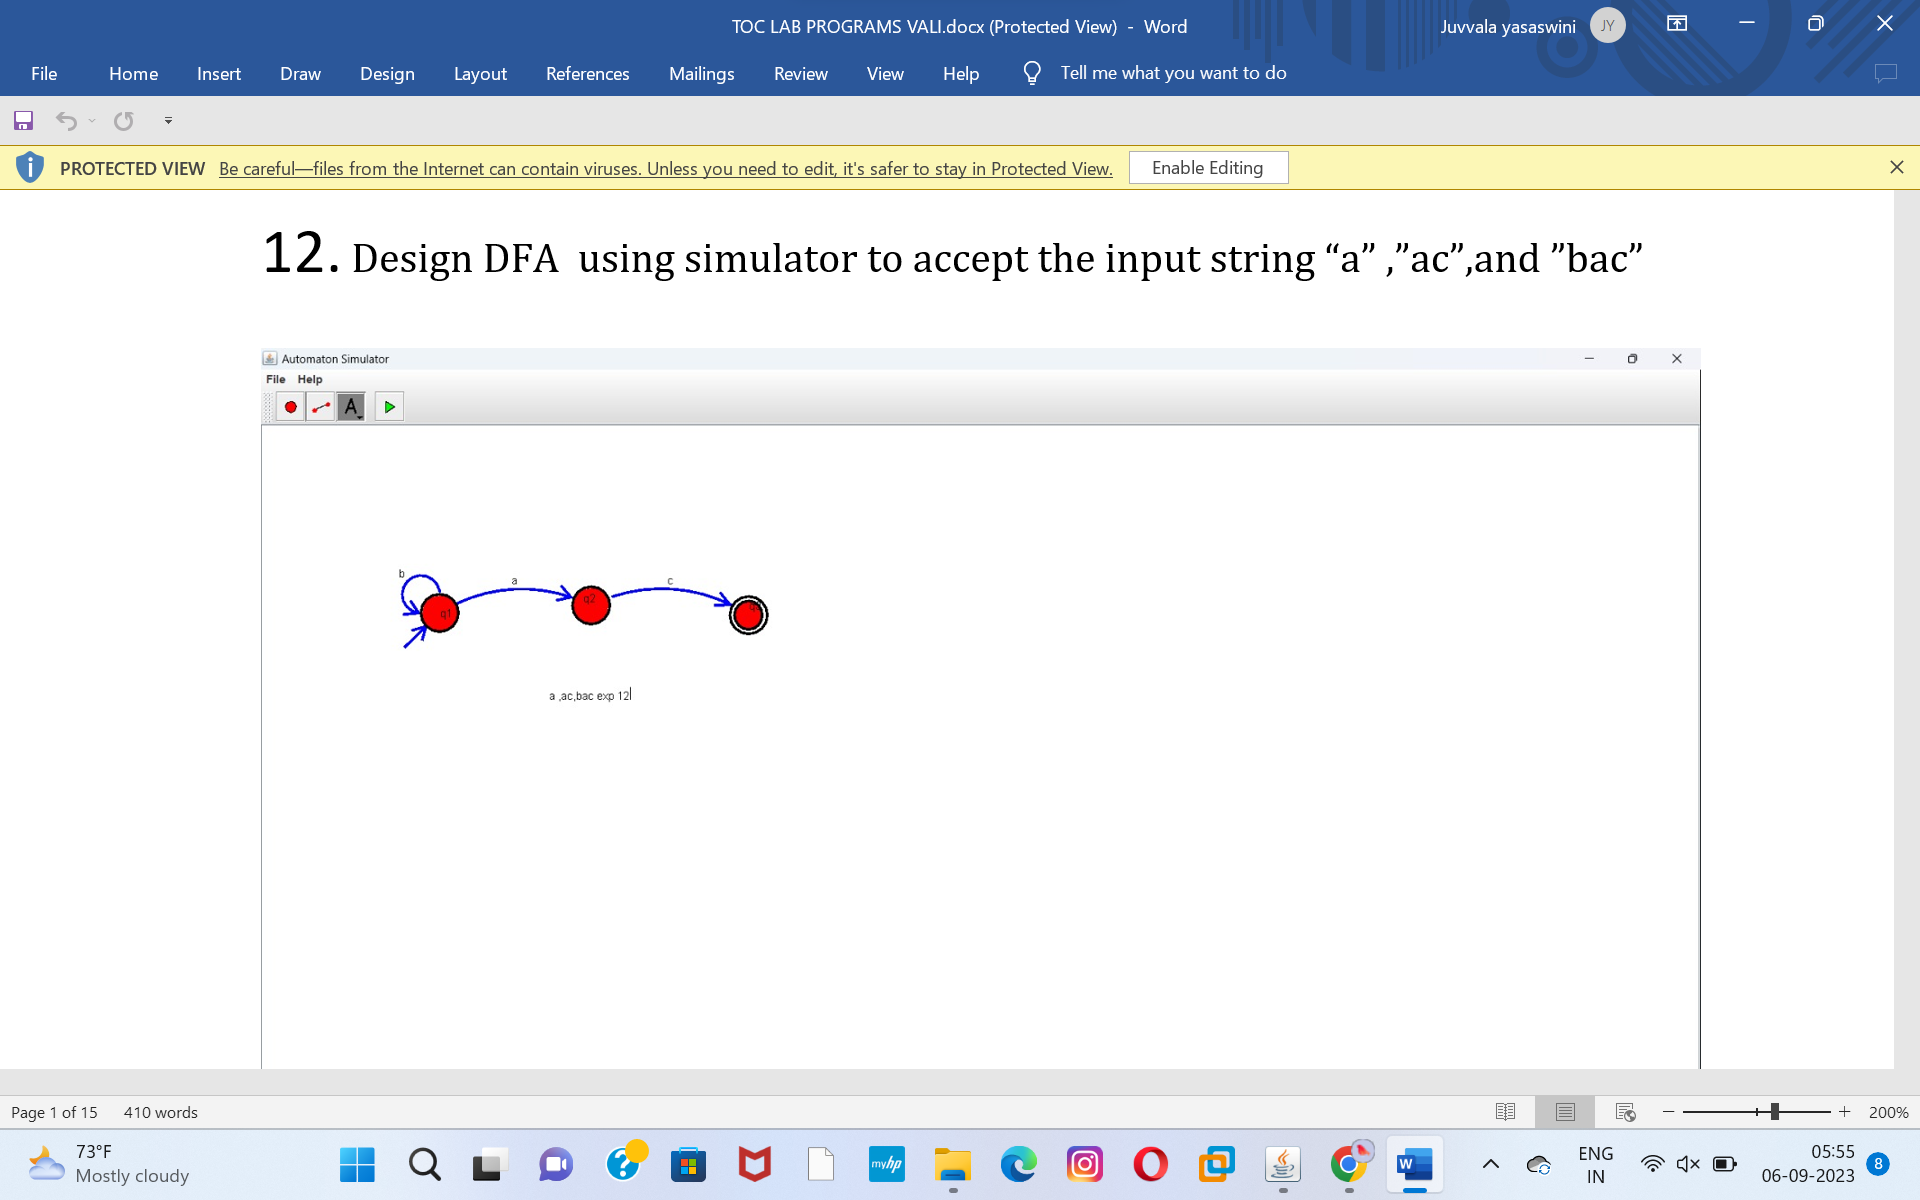 TOC LAB PROGRAMS VALI.docx (Protected View) - Word
Juvvala yasaswini JY
File Home Insert Draw Design Layout References Mailings Review View Help Tell me what you want to do
PROTECTED VIEW Be careful—files from the Internet can contain viruses. Unless you need to edit, it's safer to stay in Protected View. Enable Editing
12. Design DFA using simulator to accept the input string “a” ,”ac”,and ”bac”
Automaton Simulator
File Help
A
b
a
c
q1
q2
a ,ac,bac exp 12
Page 1 of 15 410 words
200%
73°F
Mostly cloudy
myhp
W
ENG
IN
05:55
06-09-2023
8